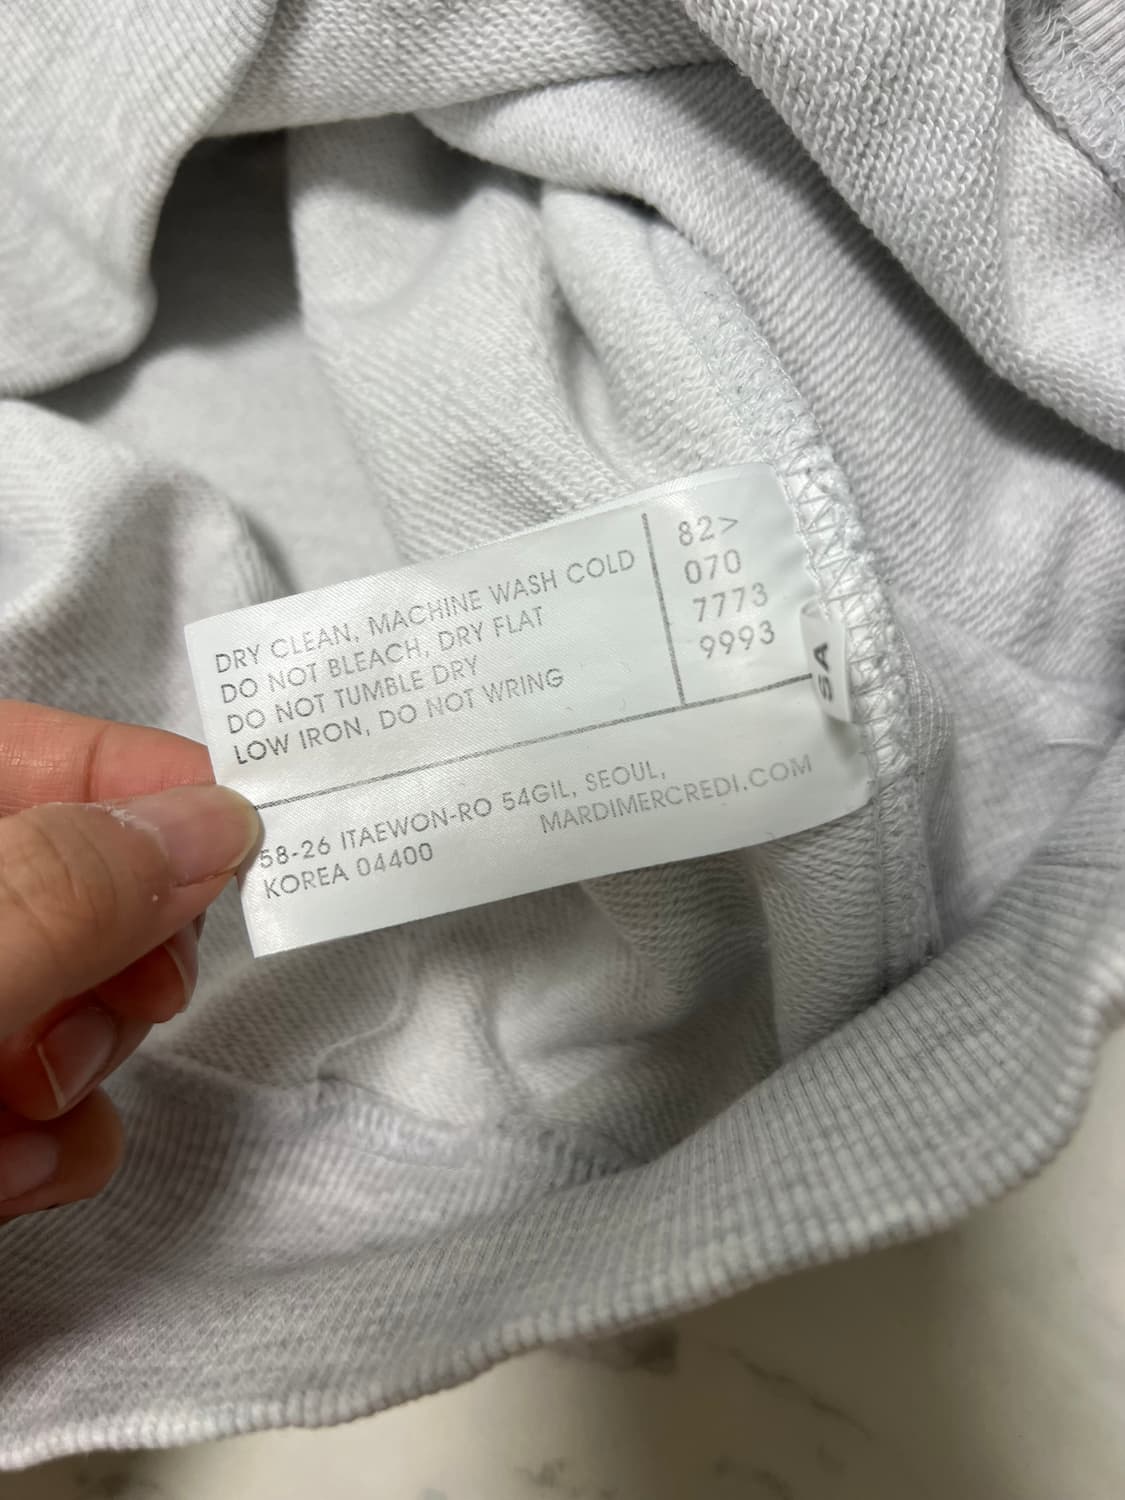 DRY CLEAN, MACHINE WASH COLD
DO NOT BLEACH, DRY FLAT
DO NOT TUMBLE DRY
LOW IRON, DO NOT WRING
82>
070
7773
9993
SA
58-26 ITAEWON-RO 54GIL, SEOUL,
KOREA 04400
MARDIMERCREDI.COM